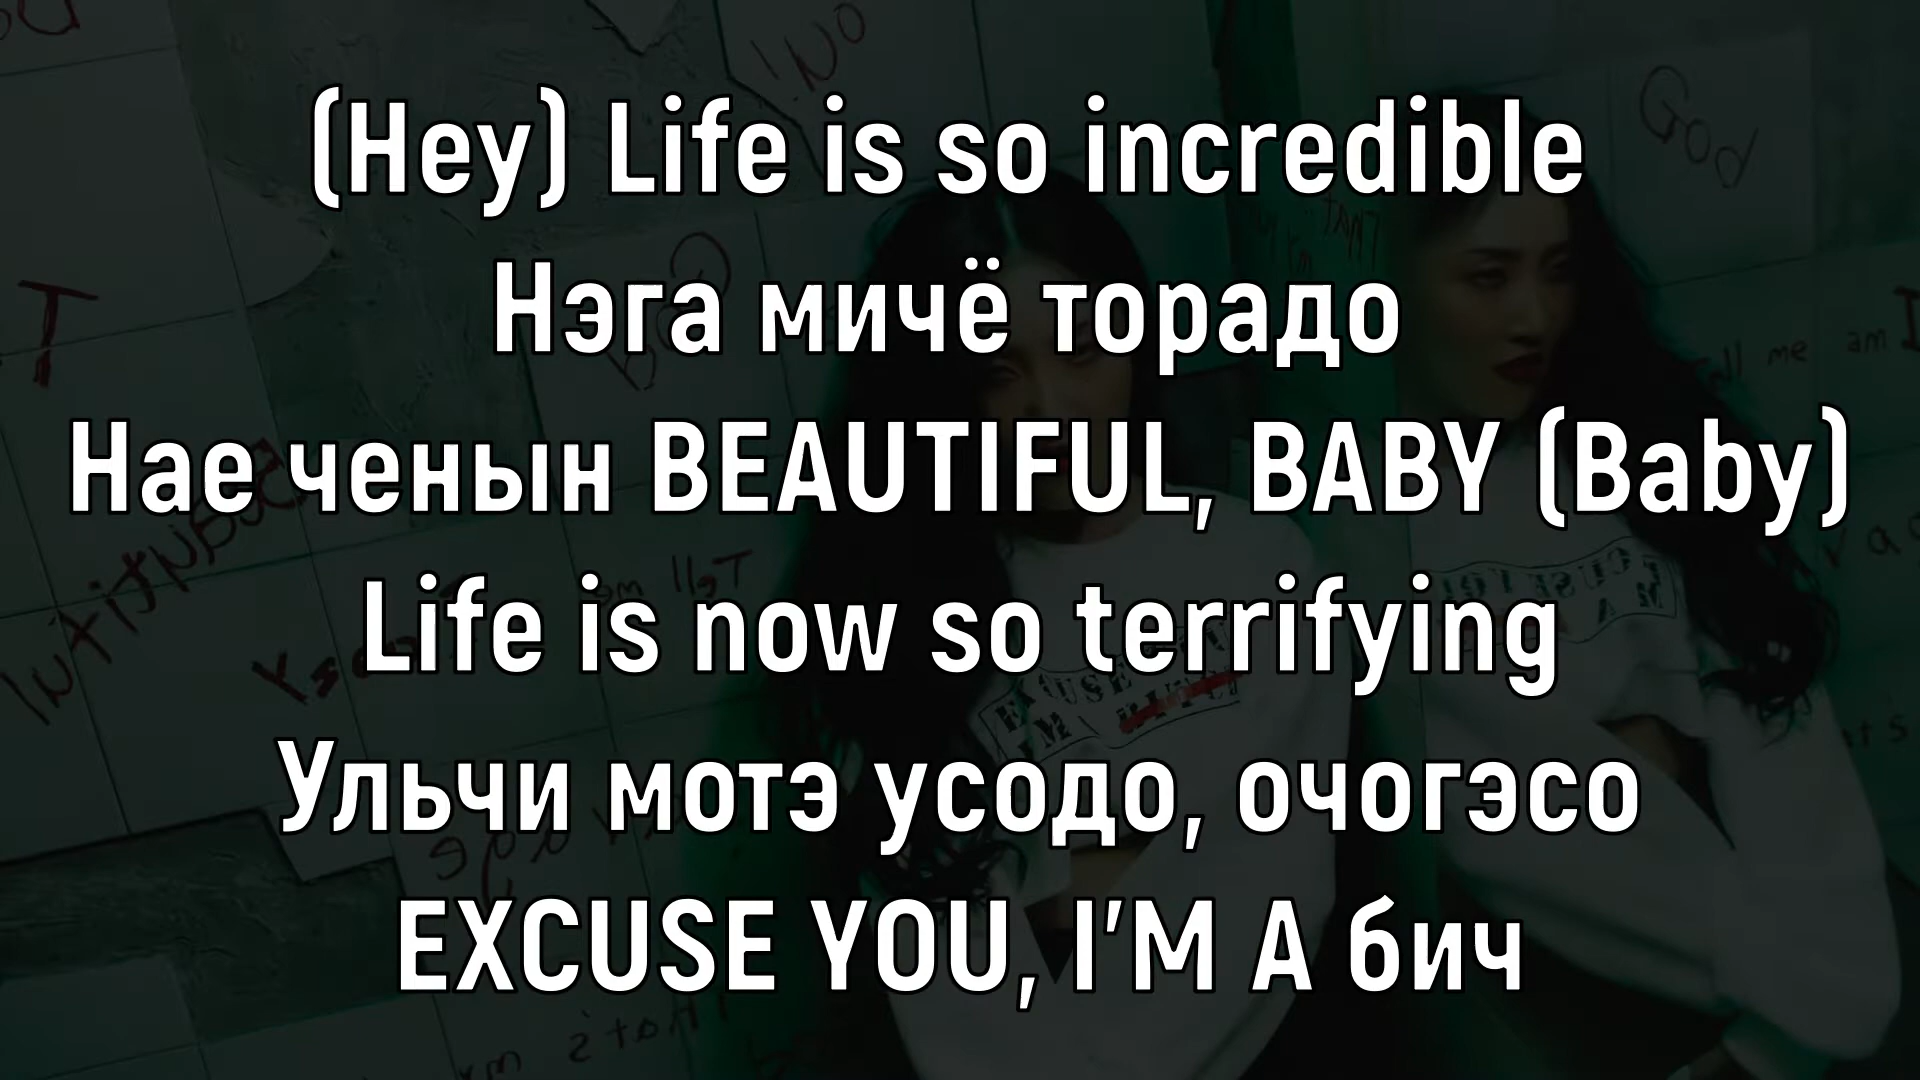 (Hey) Life is so incredible
Нэга мичё торадо
Нае ченын BEAUTIFUL, BABY (Baby)
Life is now so terrifying
Ульчи мотэ усодо, очогэсо
EXCUSE YOU, I'M A бич